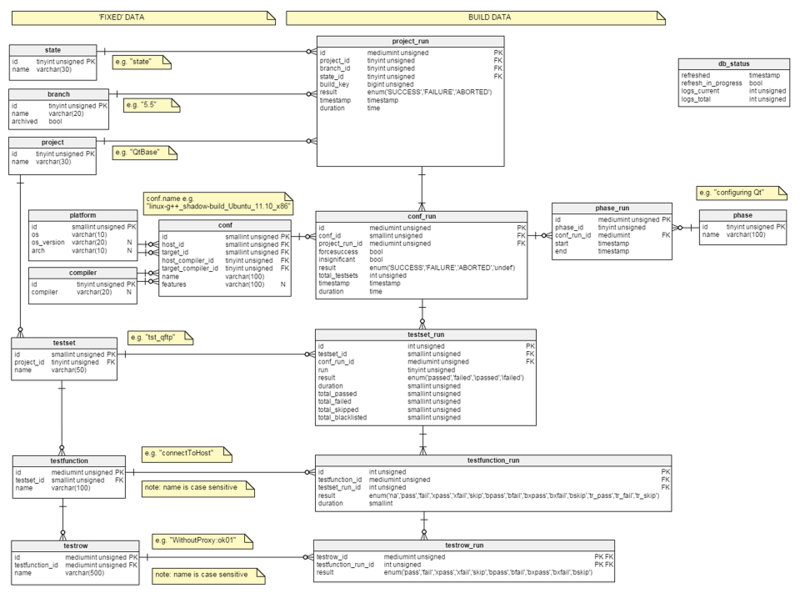 'FIXED' DATA
BUILD DATA
state
id tinyint unsigned PK
name varchar(30)
e.g. "state"
branch
id tinyint unsigned PK
name varchar(20)
archived bool
e.g. "5.5"
project
id tinyint unsigned PK
name varchar(30)
e.g. "QtBase"
project_run
id mediumint unsigned PK
project_id tinyint unsigned FK
branch_id tinyint unsigned FK
state_id tinyint unsigned FK
build_key bigint unsigned
result enum('SUCCESS','FAILURE','ABORTED')
timestamp timestamp
duration time
db_status
refreshed timestamp
refresh_in_progress bool
logs_current int unsigned
logs_total int unsigned
conf.name e.g.
"linux-g++_shadow-build_Ubuntu_11.10_x86"
platform
id smallint unsigned PK
os varchar(10)
os_version varchar(20) N
arch varchar(10) N
conf
id smallint unsigned PK
host_id smallint unsigned FK
target_id smallint unsigned FK
host_compiler_id tinyint unsigned FK
target_compiler_id tinyint unsigned FK
name varchar(100)
features varchar(100) N
compiler
id tinyint unsigned PK
compiler varchar(20) N
conf_run
id mediumint unsigned PK
conf_id smallint unsigned FK
project_run_id mediumint unsigned FK
forcesuccess bool
insignificant bool
result enum('SUCCESS','FAILURE','ABORTED','undef')
total_testsets int unsigned
timestamp timestamp
duration time
phase_run
id mediumint unsigned PK
phase_id tinyint unsigned FK
conf_run_id mediumint FK
start timestamp
end timestamp
e.g. "configuring Qt"
phase
id tinyint unsigned PK
name varchar(100)
testset
id smallint unsigned PK
project_id tinyint unsigned FK
name varchar(50)
e.g. "tst_qftp"
testset_run
id int unsigned PK
testset_id smallint unsigned FK
conf_run_id mediumint unsigned FK
run tinyint unsigned
result enum('passed','failed','ipassed','ifailed')
duration smallint unsigned
total_passed smallint unsigned
total_failed smallint unsigned
total_skipped smallint unsigned
total_blacklisted smallint unsigned
testfunction
id mediumint unsigned PK
testset_id smallint unsigned FK
name varchar(100)
e.g. "connectToHost"
note: name is case sensitive
testfunction_run
id int unsigned PK
testfunction_id mediumint unsigned FK
testset_run_id int unsigned FK
result enum('na','pass','fail','xpass','xfail','skip','bpass','bfail','bxpass','bxfail','bskip','tr_pass','tr_fail','tr_skip')
duration smallint
testrow
id mediumint unsigned PK
testfunction_id mediumint unsigned FK
name varchar(500)
e.g. "WithoutProxy:ok01"
note: name is case sensitive
testrow_run
testrow_id mediumint unsigned PK FK
testfunction_run_id int unsigned PK FK
result enum('pass','fail','xpass','xfail','skip','bpass','bfail','bxpass','bxfail','bskip')